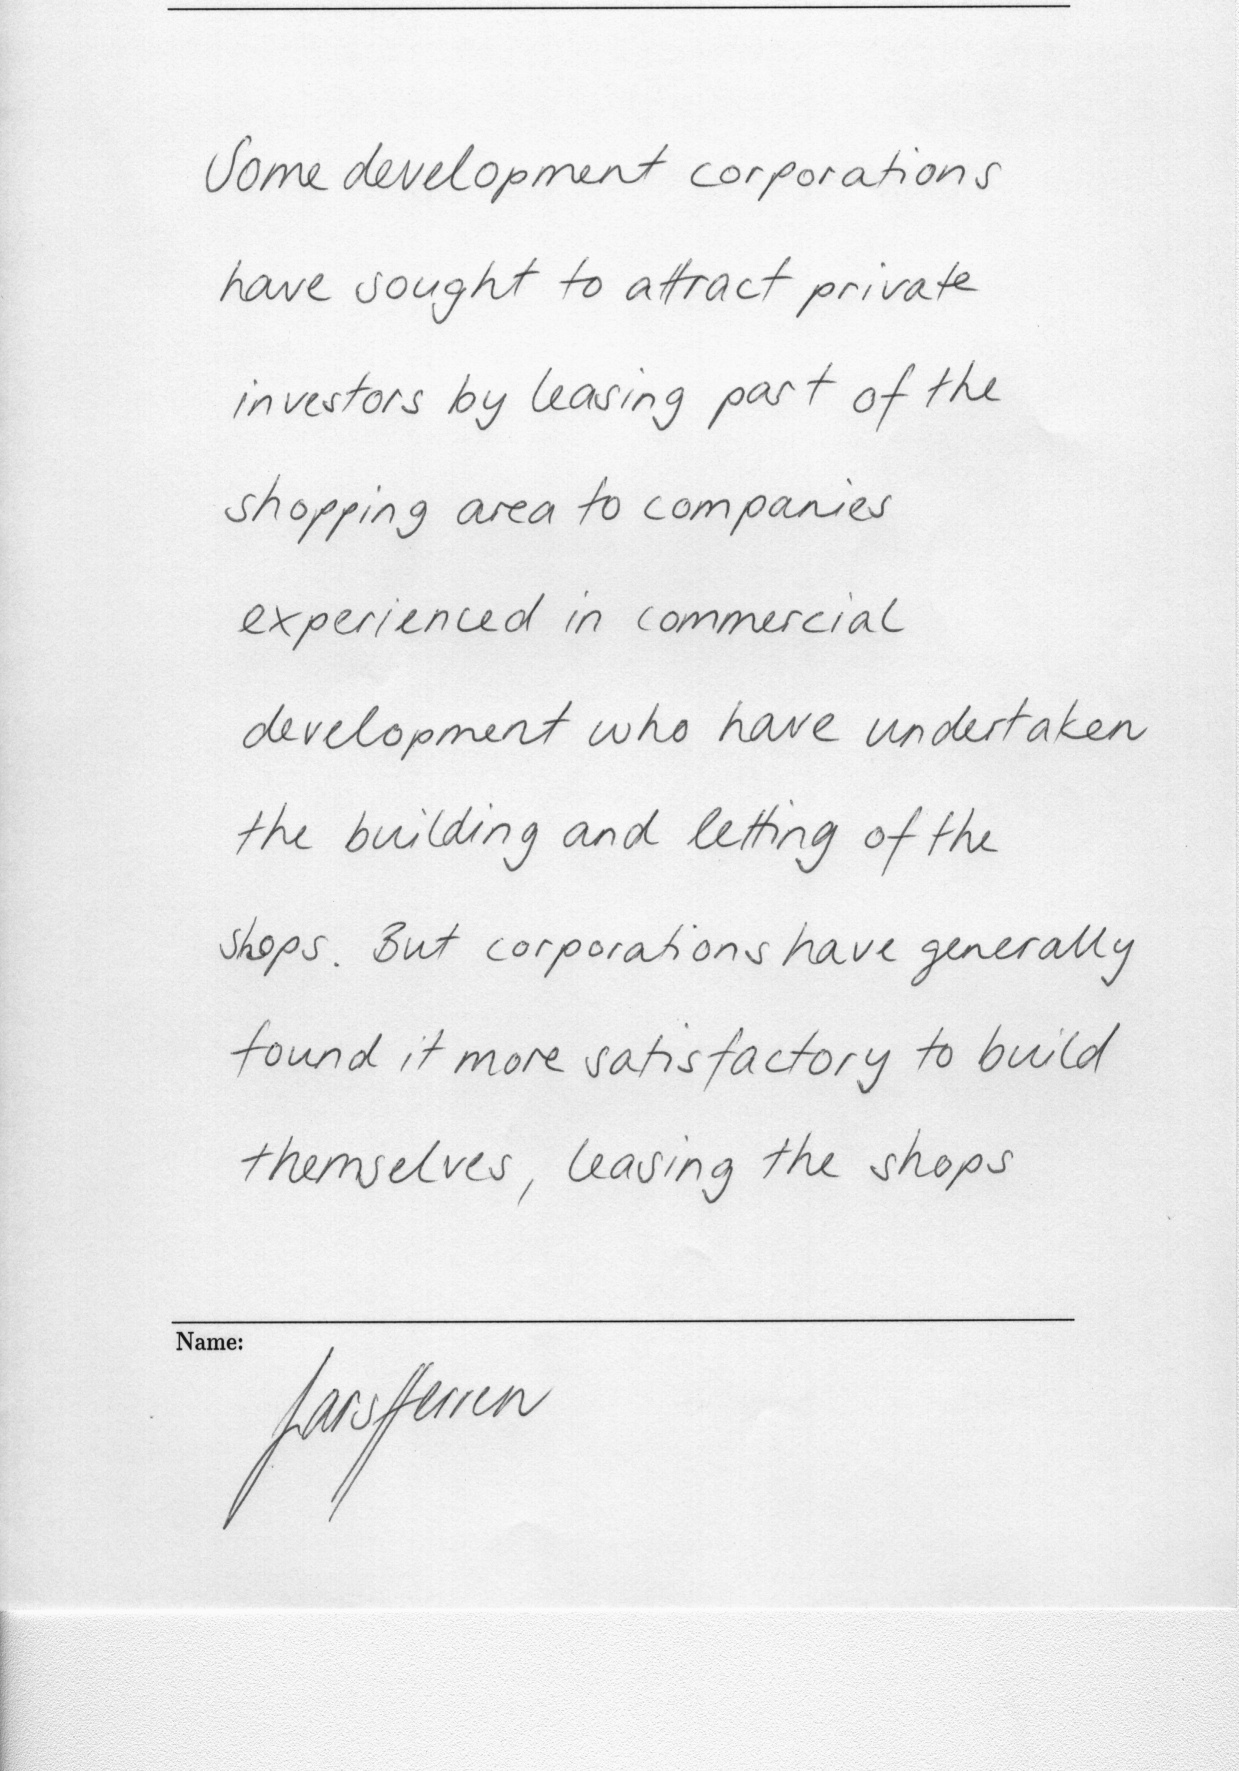 Some development corporations
have sought to attract private
investors by leasing part of the
shopping area to companies
experienced in commercial
development who have undertaken
the building and letting of the
shops. But corporations have generally
found it more satisfactory to build
themselves, leasing the shops
Name: